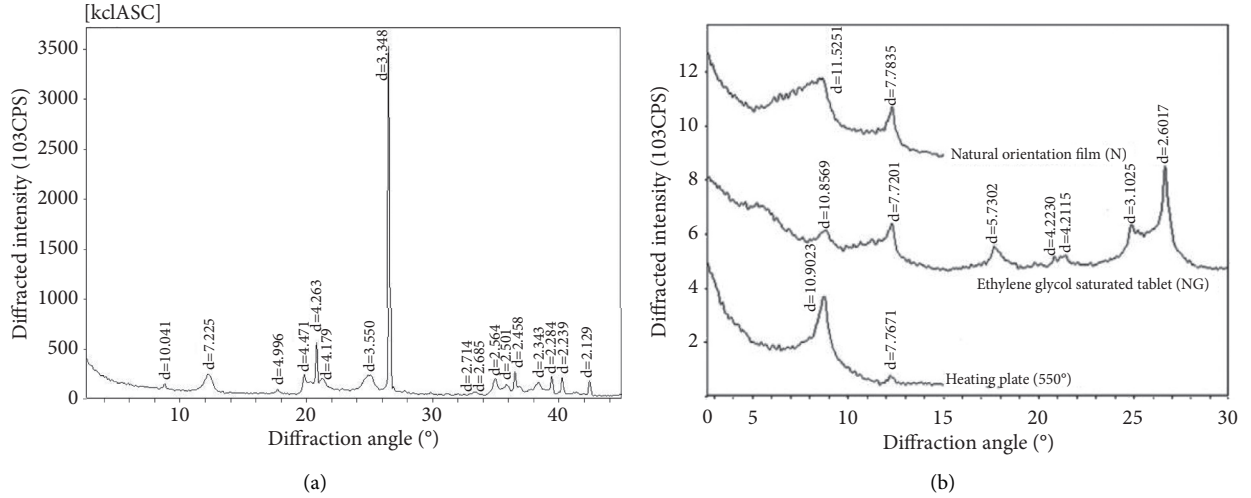 [kclASC]
3500
3000
2500
2000
1500
1000
500
0
Diffracted intensity (103CPS)
d=10.041
d=7.225
d=4.996
d=4.471
d=4.263
d=4.179
d=3.550
d=3.348
d=2.714
d=2.685
d=2.564
d=2.501
d=2.458
d=2.343
d=2.284
d=2.239
d=2.129
10
20
30
40
Diffraction angle (º)
(a)
12
10
8
6
4
2
Diffracted intensity (103CPS)
d=11.5251
d=7.7835
Natural orientation film (N)
d=10.8569
d=7.7201
d=5.7302
d=4.2230
d=4.2115
d=3.1025
d=2.6017
Ethylene glycol saturated tablet (NG)
d=10.9023
d=7.7671
Heating plate (550º)
0
5
10
15
20
25
30
Diffraction angle (º)
(b)